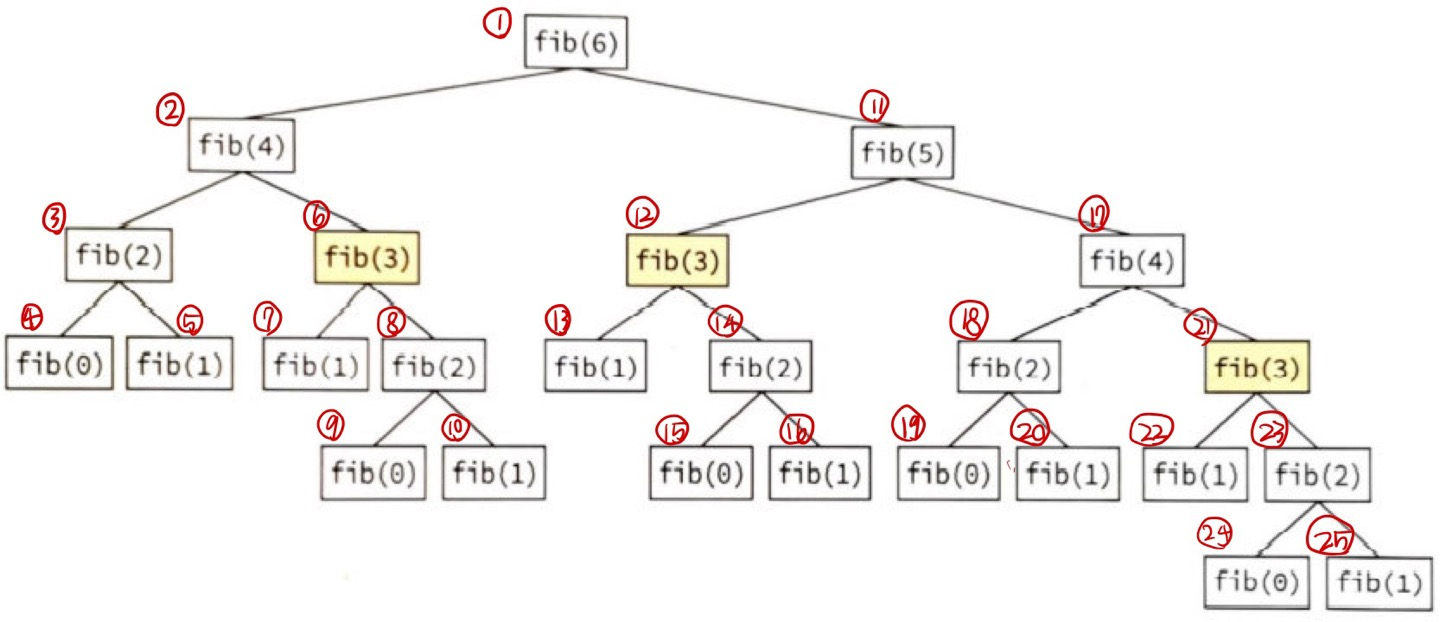 ① fib(6)
② fib(4) ⑪ fib(5)
③ fib(2) ⑥ fib(3) ⑫ fib(3) ⑰ fib(4)
④ fib(0) ⑤ fib(1) ⑦ fib(1) ⑧ fib(2) ⑬ fib(1) ⑭ fib(2) ⑱ fib(2) ㉑ fib(3)
⑨ fib(0) ⑩ fib(1) ⑮ fib(0) ⑯ fib(1) ⑲ fib(0) ⑳ fib(1) ㉒ fib(1) ㉓ fib(2)
㉔ fib(0) ㉕ fib(1)